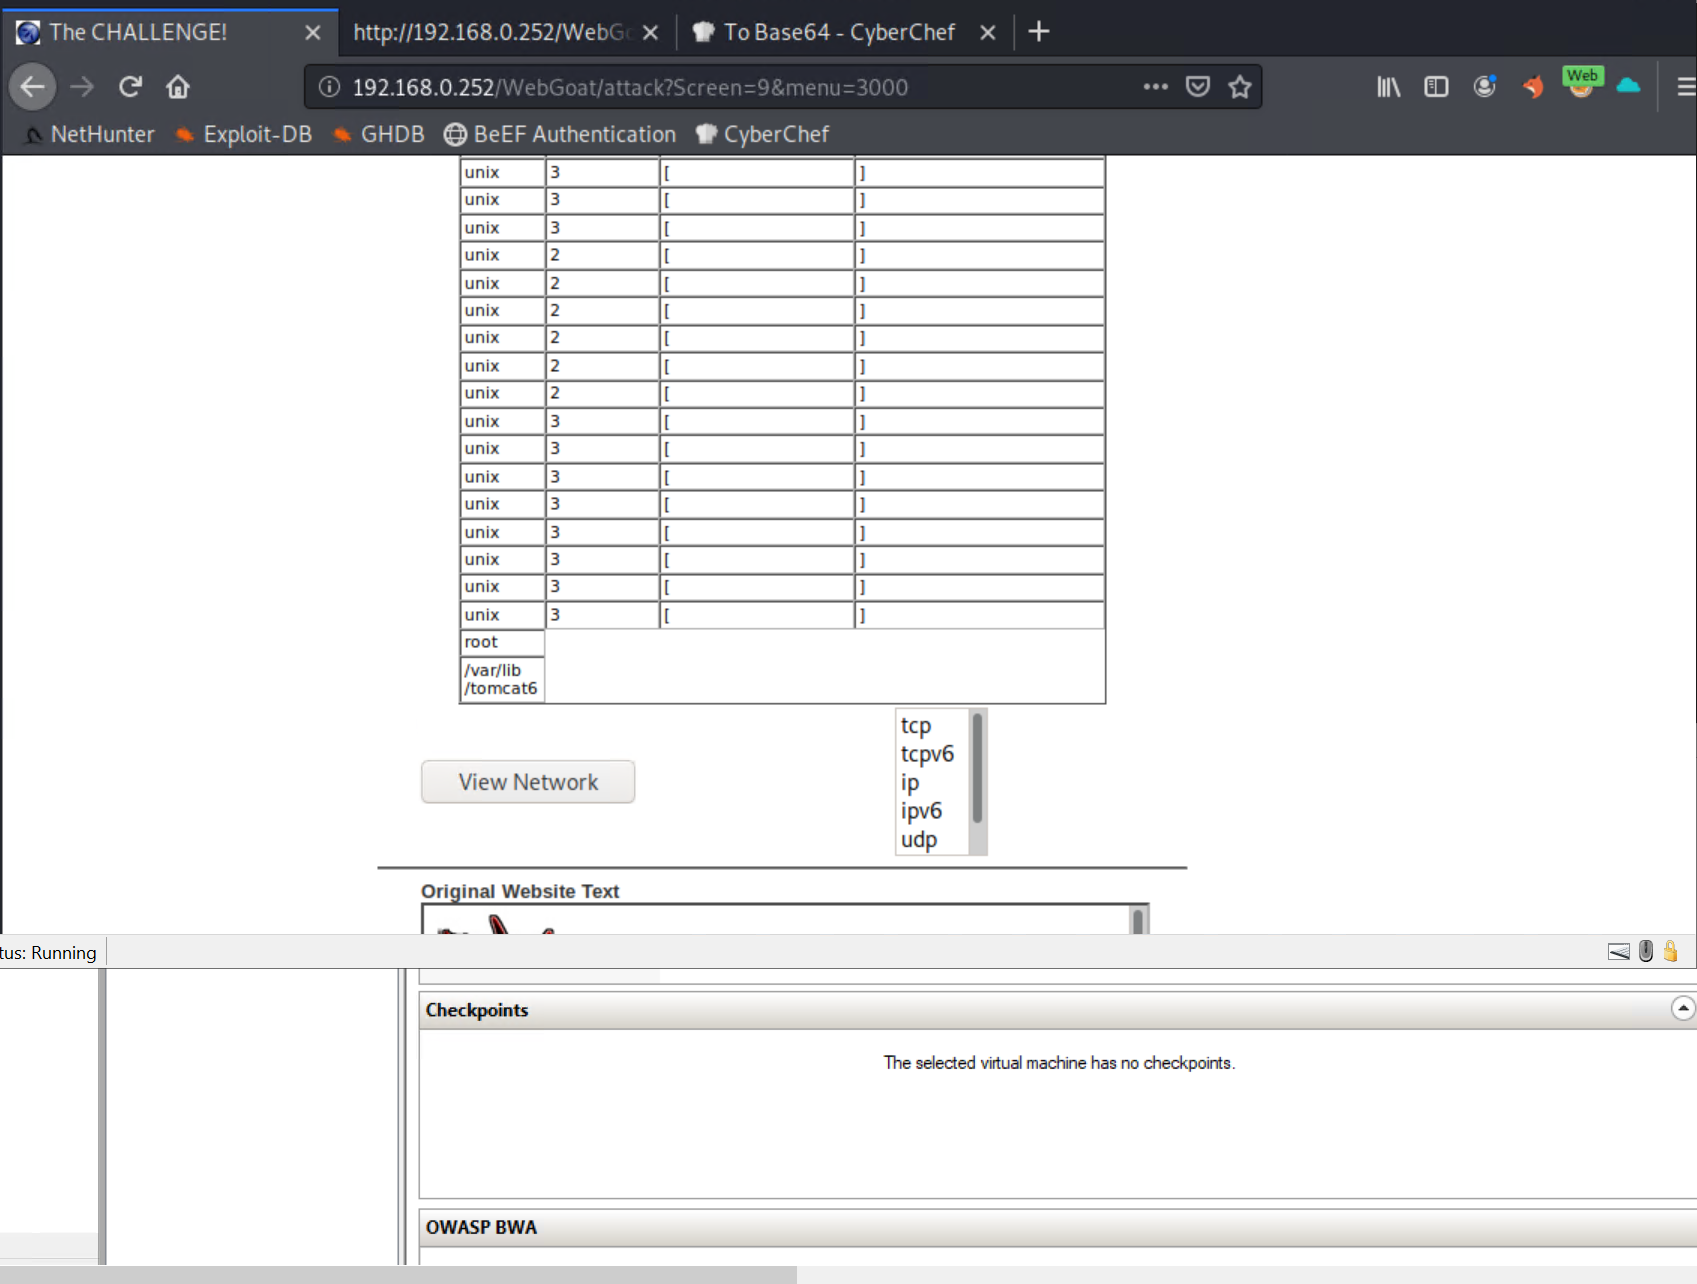 The CHALLENGE!
http://192.168.0.252/WebG
To Base64 - CyberChef
192.168.0.252/WebGoat/attack?Screen=9&menu=3000
Web
NetHunter Exploit-DB GHDB BeEF Authentication CyberChef
unix 3 [ ]
unix 3 [ ]
unix 3 [ ]
unix 2 [ ]
unix 2 [ ]
unix 2 [ ]
unix 2 [ ]
unix 2 [ ]
unix 2 [ ]
unix 3 [ ]
unix 3 [ ]
unix 3 [ ]
unix 3 [ ]
unix 3 [ ]
unix 3 [ ]
unix 3 [ ]
unix 3 [ ]
root
/var/lib
/tomcat6
tcp
tcpv6
ip
ipv6
udp
View Network
Original Website Text
tus: Running
Checkpoints
The selected virtual machine has no checkpoints.
OWASP BWA